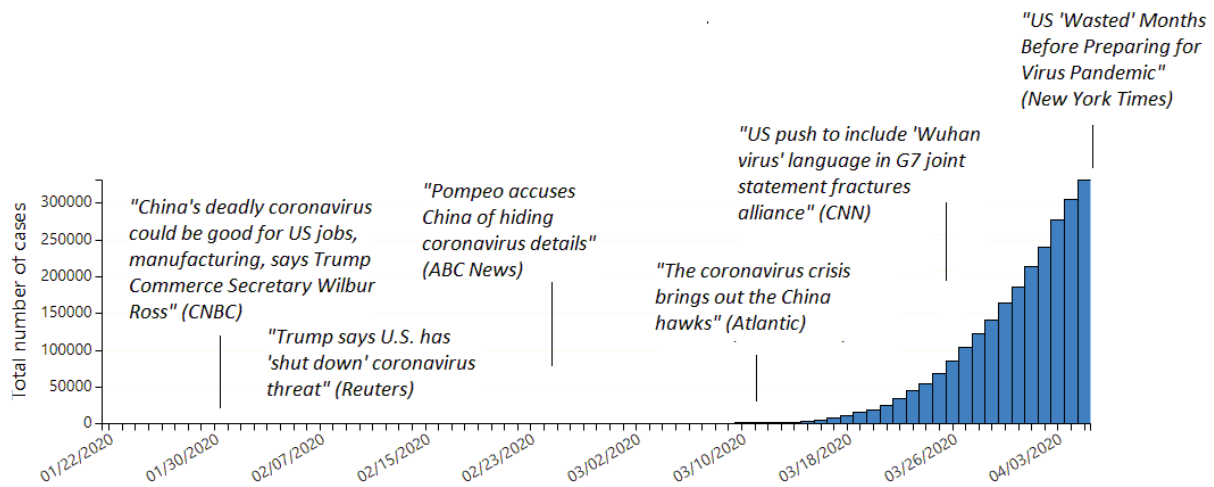 "US 'Wasted' Months
Before Preparing for
Virus Pandemic"
(New York Times)
"US push to include 'Wuhan
virus' language in G7 joint
statement fractures
alliance" (CNN)
"Pompeo accuses
China of hiding
coronavirus details"
(ABC News)
"China's deadly coronavirus
could be good for US jobs,
manufacturing, says Trump
Commerce Secretary Wilbur
Ross" (CNBC)
"The coronavirus crisis
brings out the China
hawks" (Atlantic)
"Trump says U.S. has
'shut down' coronavirus
threat" (Reuters)
Total number of cases
300000
250000
200000
150000
100000
50000
0
01/22/2020
01/30/2020
02/07/2020
02/15/2020
02/23/2020
03/02/2020
03/10/2020
03/18/2020
03/26/2020
04/03/2020